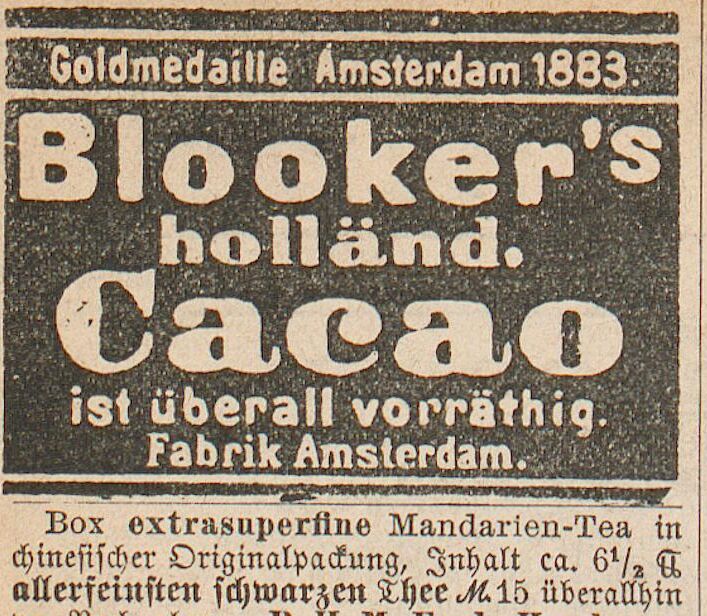 Goldmedaille Amsterdam 1883.
Blooker's
holländ.
Cacao
ist überall vorräthig.
Fabrik Amsterdam.
Box extrasuperfine Mandarien-Tea in
chinesischer Originalpackung, Inhalt ca. 6½ ℔
allerfeinsten schwarzen Thee M. 15 überallhin